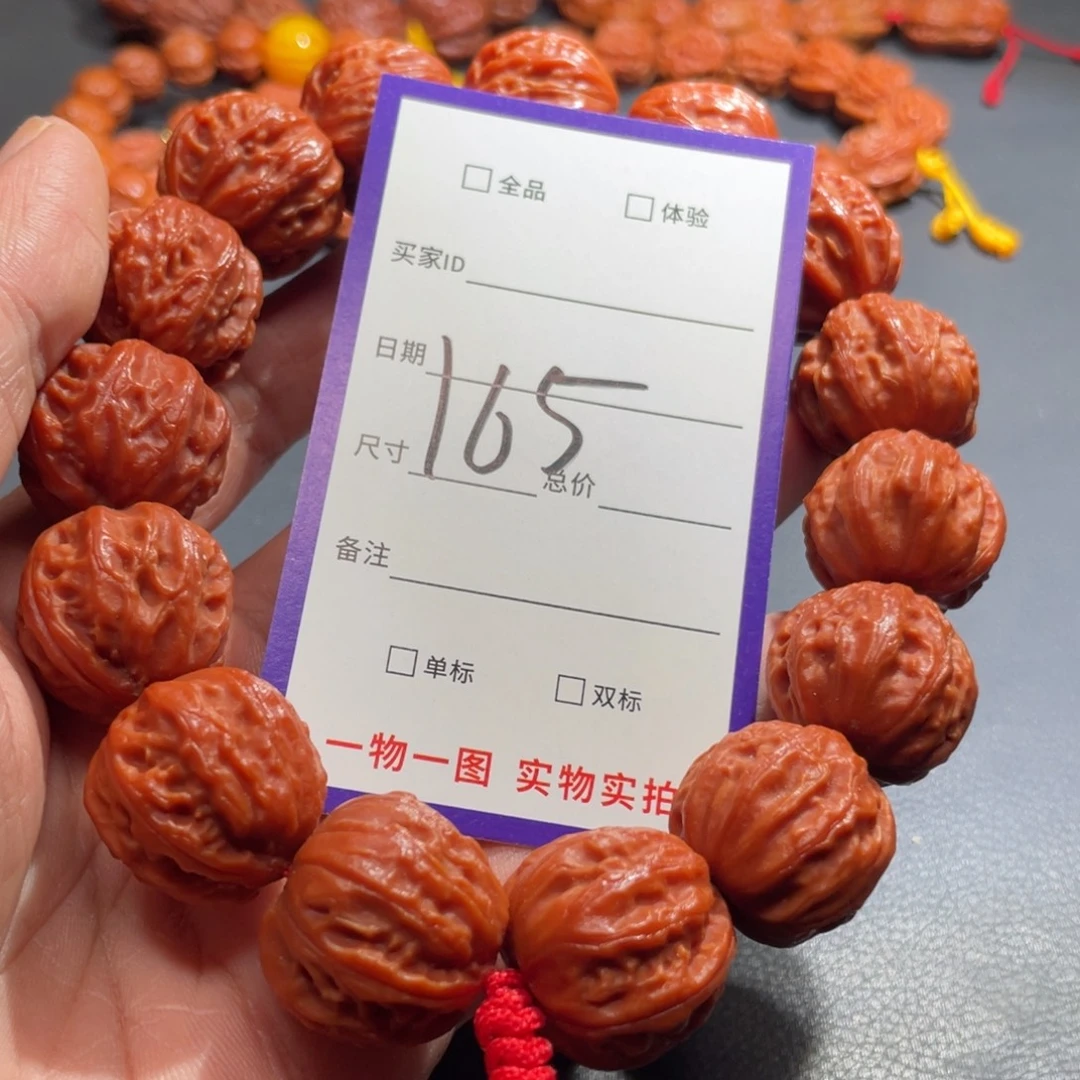 □ 全品 □ 体验
买家ID
日期
165
尺寸 总价
备注
□ 单标 □ 双标
一物一图 实物实拍